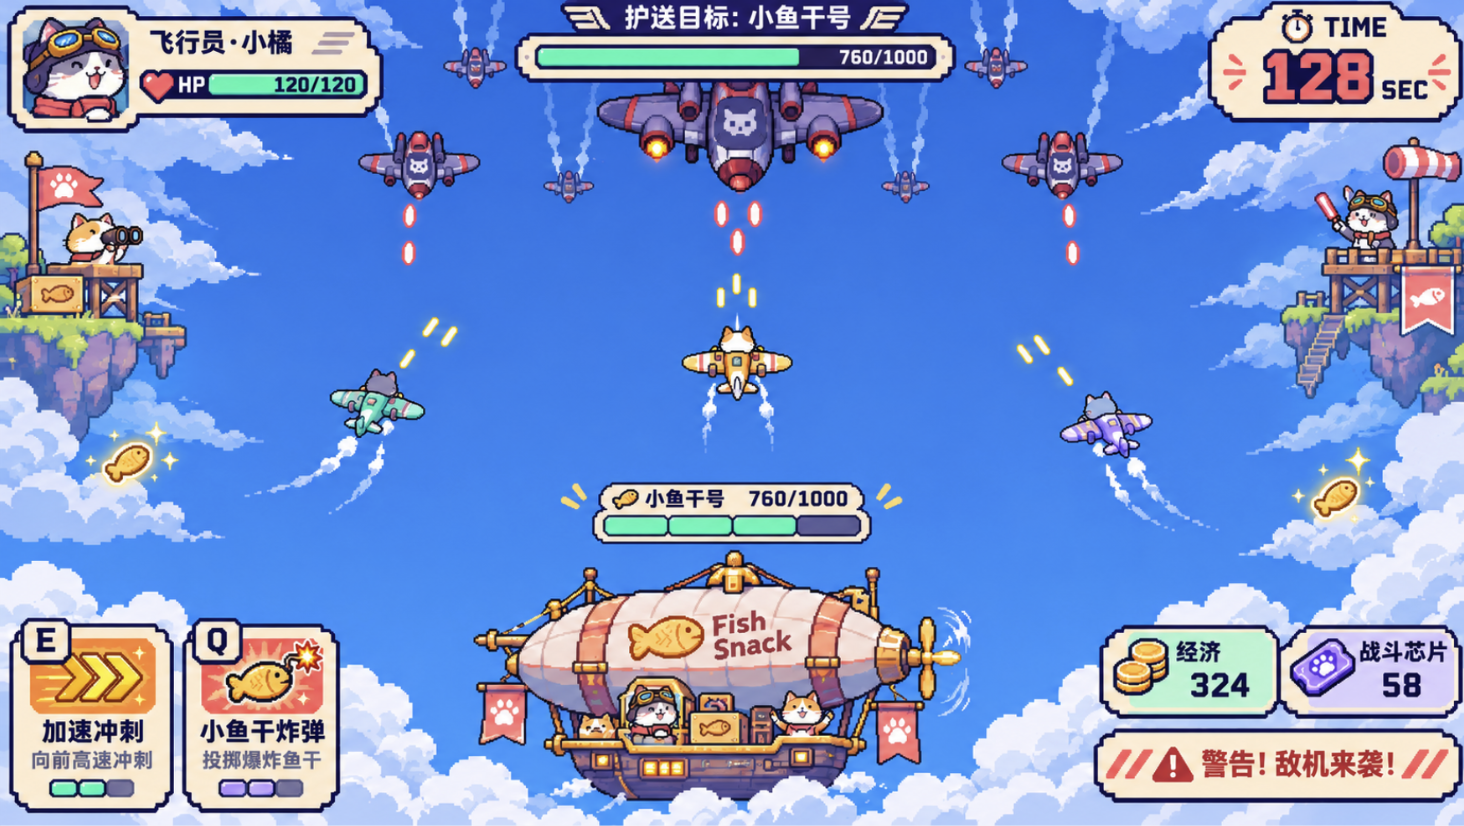 飞行员·小橘
HP 120/120
护送目标: 小鱼干号
760/1000
TIME
128 SEC
小鱼干号 760/1000
Fish
Snack
E
加速冲刺
向前高速冲刺
Q
小鱼干炸弹
投掷爆炸鱼干
经济
324
战斗芯片
58
警告! 敌机来袭!